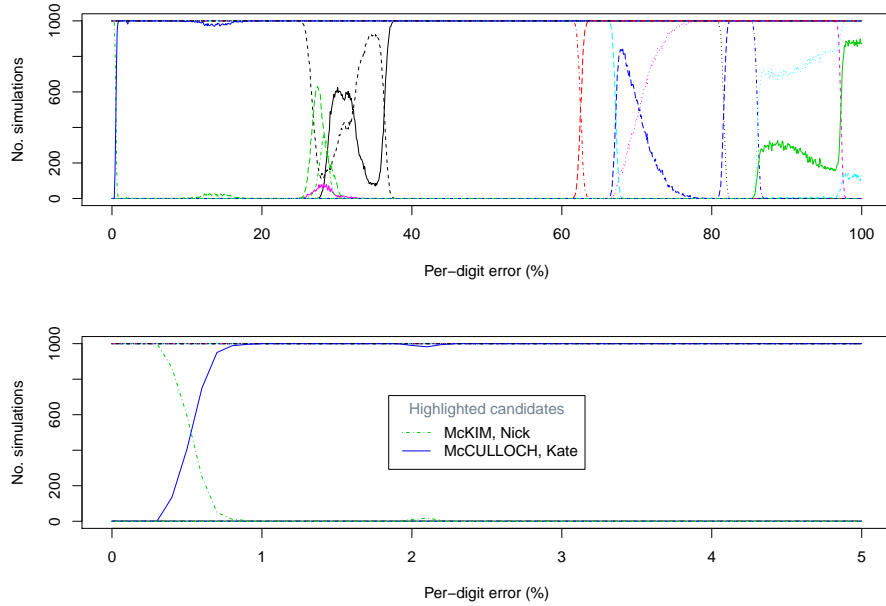 1000
600
200
0
No. simulations
0 20 40 60 80 100
Per−digit error (%)
1000
600
200
0
No. simulations
Highlighted candidates
McKIM, Nick
McCULLOCH, Kate
0 1 2 3 4 5
Per−digit error (%)